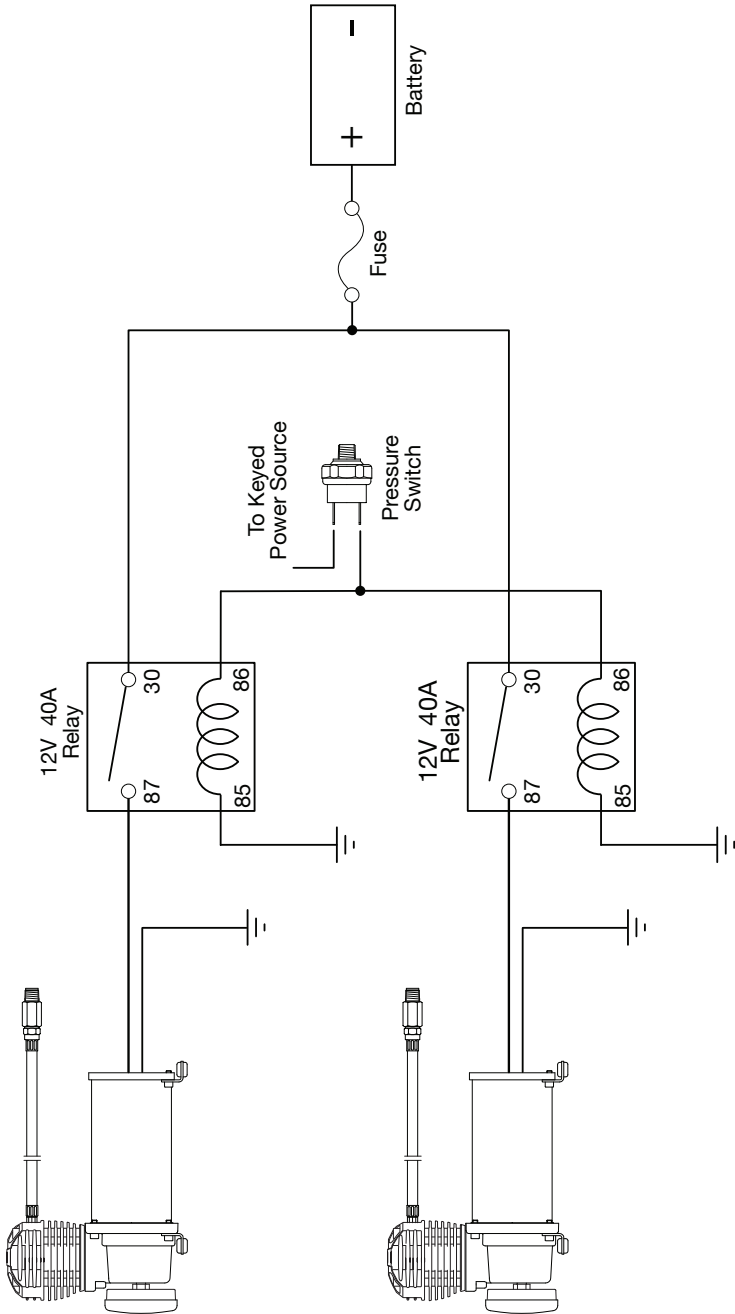 12V 40A
Relay
87
30
85
86
To Keyed
Power Source
Pressure
Switch
Fuse
+
-
Battery
12V 40A
Relay
87
30
85
86